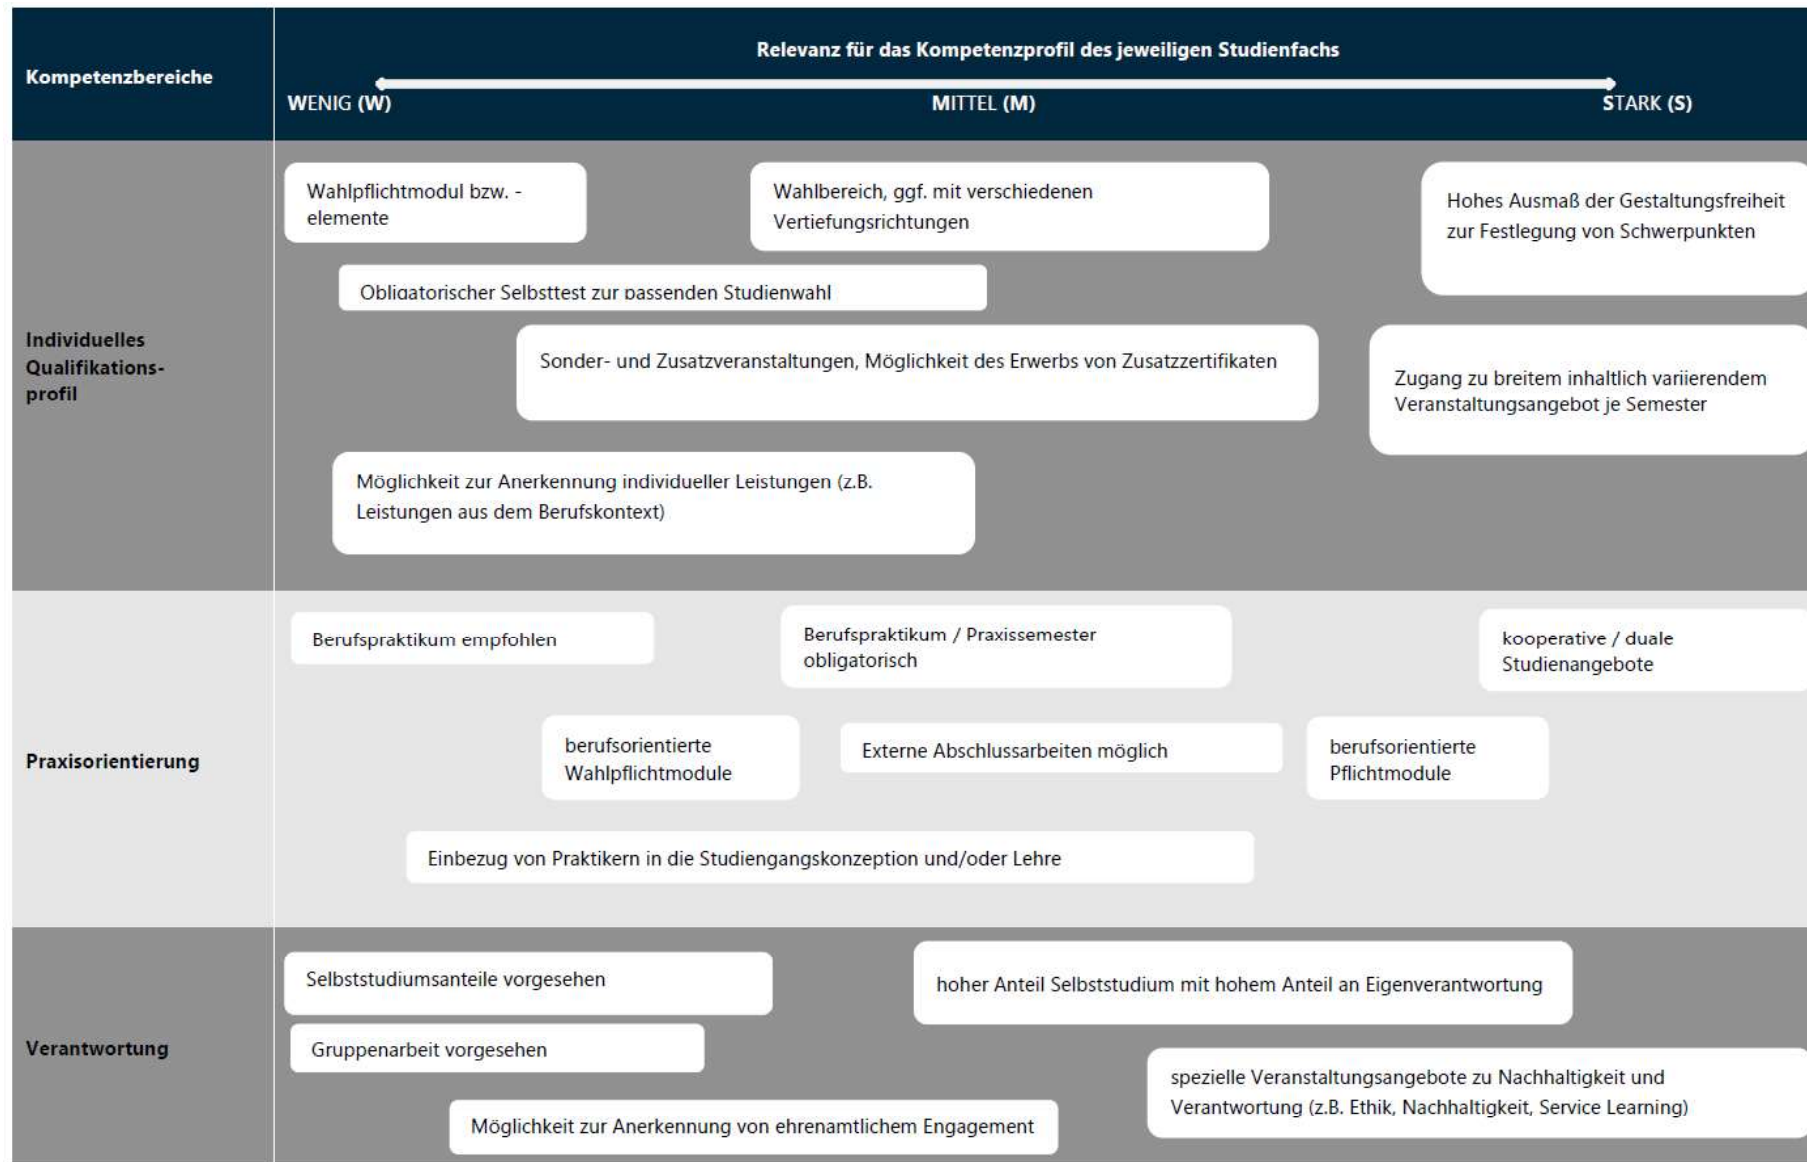 Kompetenzbereiche
Relevanz für das Kompetenzprofil des jeweiligen Studienfachs
WENIG (W)
MITTEL (M)
STARK (S)
Individuelles
Qualifikations-
profil
Wahlpflichtmodul bzw. -
elemente
Wahlbereich, ggf. mit verschiedenen
Vertiefungsrichtungen
Hohes Ausmaß der Gestaltungsfreiheit
zur Festlegung von Schwerpunkten
Obligatorischer Selbsttest zur passenden Studienwahl
Sonder- und Zusatzveranstaltungen, Möglichkeit des Erwerbs von Zusatzzertifikaten
Zugang zu breitem inhaltlich variierendem
Veranstaltungsangebot je Semester
Möglichkeit zur Anerkennung individueller Leistungen (z.B.
Leistungen aus dem Berufskontext)
Praxisorientierung
Berufspraktikum empfohlen
Berufspraktikum / Praxissemester
obligatorisch
kooperative / duale
Studienangebote
berufsorientierte
Wahlpflichtmodule
Externe Abschlussarbeiten möglich
berufsorientierte
Pflichtmodule
Einbezug von Praktikern in die Studiengangskonzeption und/oder Lehre
Verantwortung
Selbststudiumsanteile vorgesehen
hoher Anteil Selbststudium mit hohem Anteil an Eigenverantwortung
Gruppenarbeit vorgesehen
spezielle Veranstaltungsangebote zu Nachhaltigkeit und
Verantwortung (z.B. Ethik, Nachhaltigkeit, Service Learning)
Möglichkeit zur Anerkennung von ehrenamtlichem Engagement